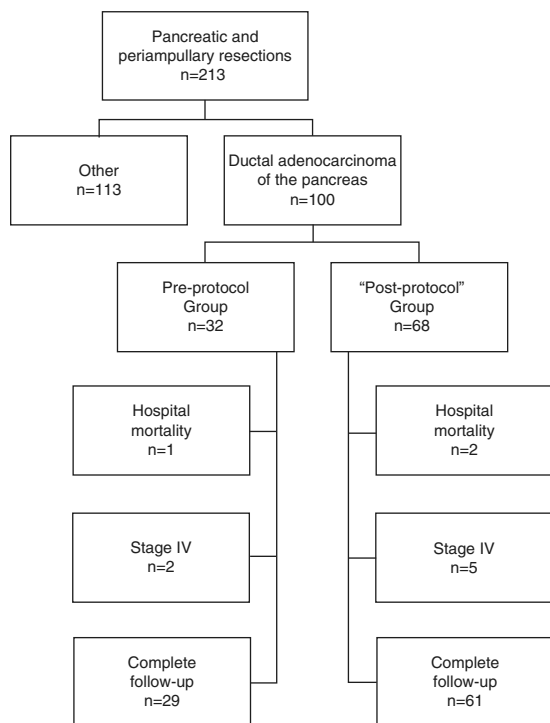 Pancreatic and
periampullary resections
n=213
Other
n=113
Ductal adenocarcinoma
of the pancreas
n=100
Pre-protocol
Group
n=32
“Post-protocol”
Group
n=68
Hospital
mortality
n=1
Hospital
mortality
n=2
Stage IV
n=2
Stage IV
n=5
Complete
follow-up
n=29
Complete
follow-up
n=61